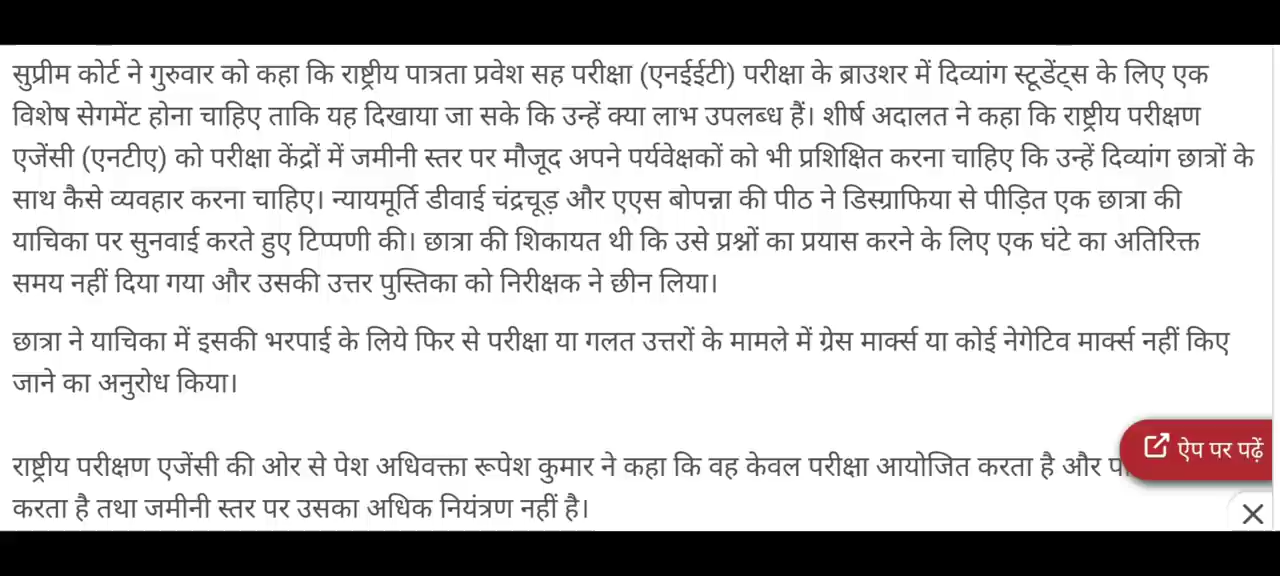 सुप्रीम कोर्ट ने गुरुवार को कहा कि राष्ट्रीय पात्रता प्रवेश सह परीक्षा (एनईईटी) परीक्षा के ब्राउशर में दिव्यांग स्टूडेंट्स के लिए एक
विशेष सेगमेंट होना चाहिए ताकि यह दिखाया जा सके कि उन्हें क्या लाभ उपलब्ध हैं। शीर्ष अदालत ने कहा कि राष्ट्रीय परीक्षण
एजेंसी (एनटीए) को परीक्षा केंद्रों में जमीनी स्तर पर मौजूद अपने पर्यवेक्षकों को भी प्रशिक्षित करना चाहिए कि उन्हें दिव्यांग छात्रों के
साथ कैसे व्यवहार करना चाहिए। न्यायमूर्ति डीवाई चंद्रचूड़ और एएस बोपन्ना की पीठ ने डिस्ग्राफिया से पीड़ित एक छात्रा की
याचिका पर सुनवाई करते हुए टिप्पणी की। छात्रा की शिकायत थी कि उसे प्रश्नों का प्रयास करने के लिए एक घंटे का अतिरिक्त
समय नहीं दिया गया और उसकी उत्तर पुस्तिका को निरीक्षक ने छीन लिया।
छात्रा ने याचिका में इसकी भरपाई के लिये फिर से परीक्षा या गलत उत्तरों के मामले में ग्रेस मार्क्स या कोई नेगेटिव मार्क्स नहीं किए
जाने का अनुरोध किया।
राष्ट्रीय परीक्षण एजेंसी की ओर से पेश अधिवक्ता रूपेश कुमार ने कहा कि वह केवल परीक्षा आयोजित करता है और
ऐप पर पढ़ें
करता है तथा जमीनी स्तर पर उसका अधिक नियंत्रण नहीं है।